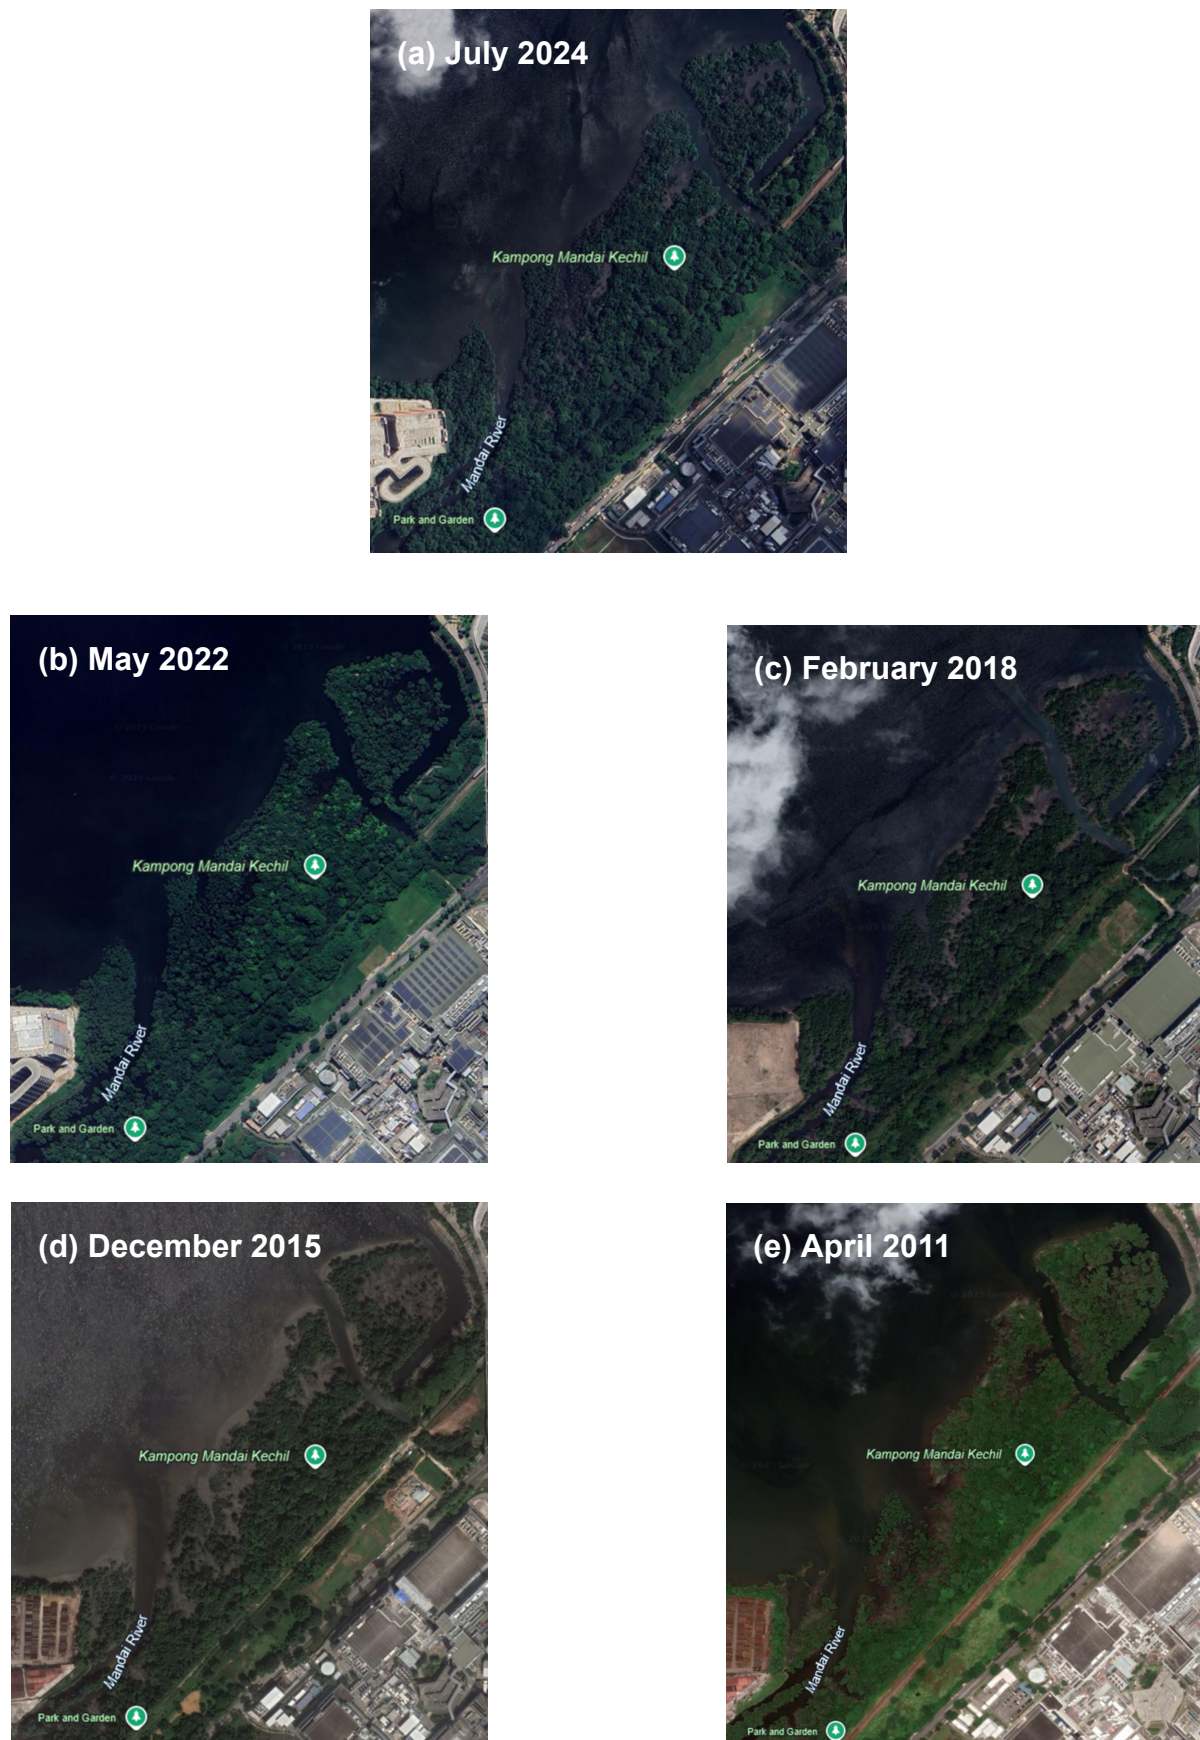 (a) July 2024
Kampong Mandai Kechil
Mandai River
Park and Garden
(b) May 2022
Kampong Mandai Kechil
Mandai River
Park and Garden
(c) February 2018
Kampong Mandai Kechil
Mandai River
Park and Garden
(d) December 2015
Kampong Mandai Kechil
Mandai River
Park and Garden
(e) April 2011
Kampong Mandai Kechil
Mandai River
Park and Garden